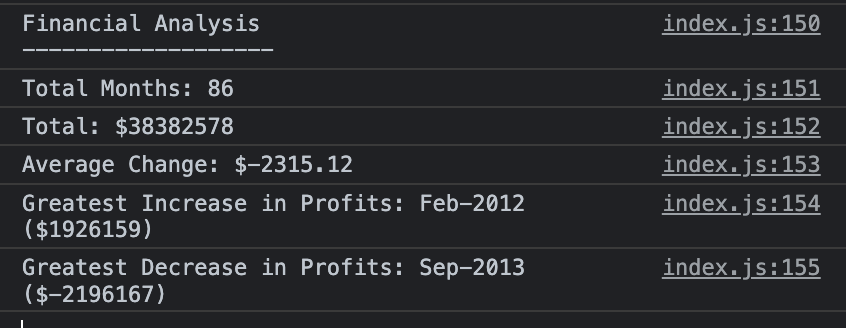 Financial Analysis index.js:150
-------------------
Total Months: 86 index.js:151
Total: $38382578 index.js:152
Average Change: $-2315.12 index.js:153
Greatest Increase in Profits: Feb-2012 index.js:154
($1926159)
Greatest Decrease in Profits: Sep-2013 index.js:155
($-2196167)